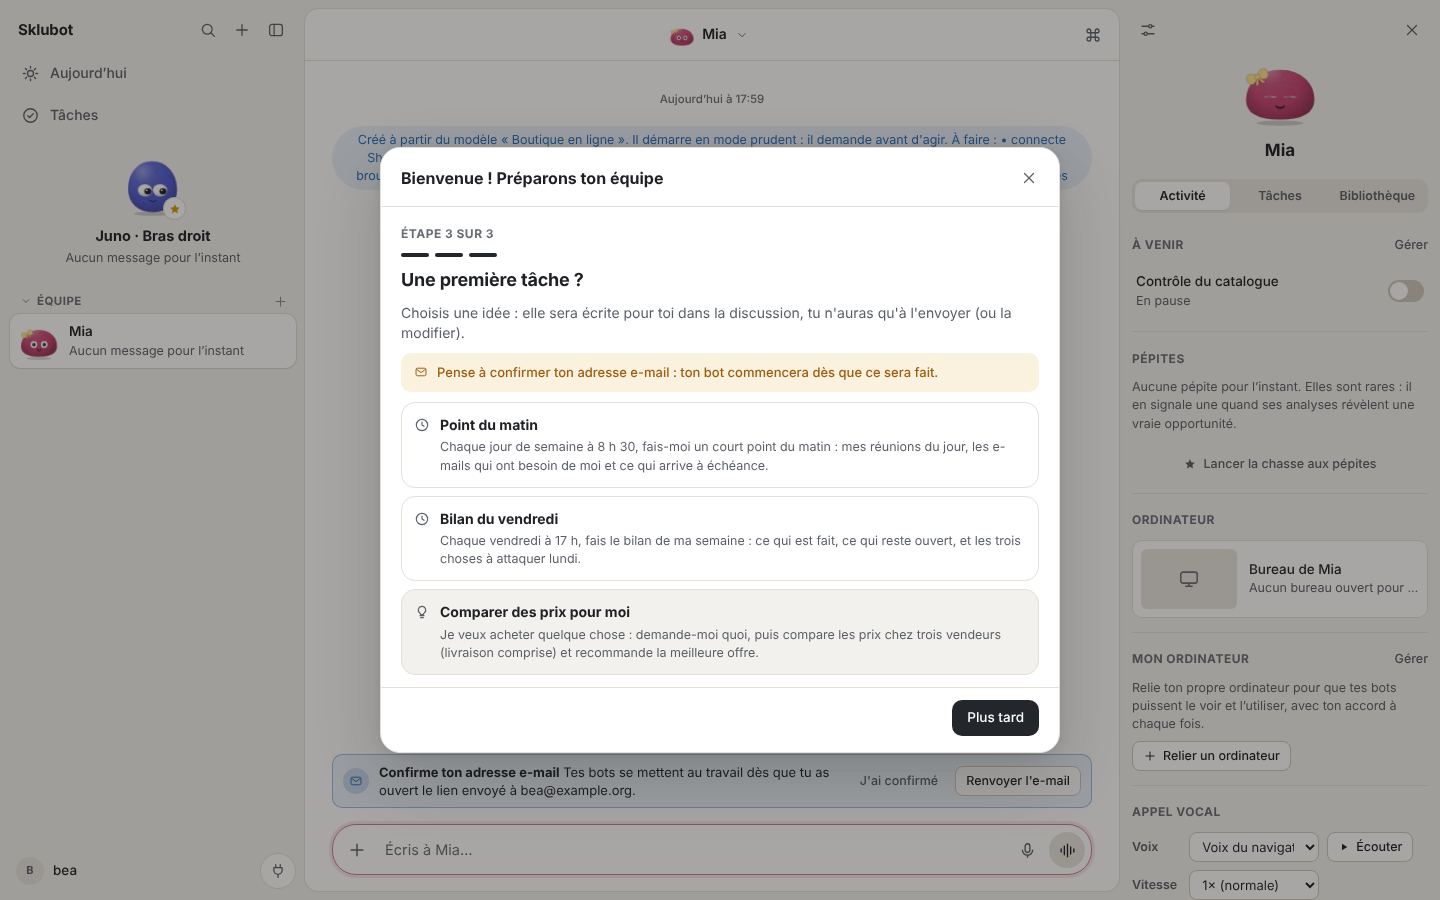 Sklubot
Aujourd'hui
Tâches
Juno · Bras droit
Aucun message pour l'instant
ÉQUIPE
Mia
Aucun message pour l'instant
B
bea
Mia
Aujourd'hui à 17:59
Créé à partir du modèle « Boutique en ligne ». Il démarre en mode prudent : il demande avant d'agir. À faire : • connecte
Bienvenue ! Préparons ton équipe
ÉTAPE 3 SUR 3
Une première tâche ?
Choisis une idée : elle sera écrite pour toi dans la discussion, tu n'auras qu'à l'envoyer (ou la
modifier).
Pense à confirmer ton adresse e-mail : ton bot commencera dès que ce sera fait.
Point du matin
Chaque jour de semaine à 8 h 30, fais-moi un court point du matin : mes réunions du jour, les e-
mails qui ont besoin de moi et ce qui arrive à échéance.
Bilan du vendredi
Chaque vendredi à 17 h, fais le bilan de ma semaine : ce qui est fait, ce qui reste ouvert, et les trois
choses à attaquer lundi.
Comparer des prix pour moi
Je veux acheter quelque chose : demande-moi quoi, puis compare les prix chez trois vendeurs
(livraison comprise) et recommande la meilleure offre.
Plus tard
Confirme ton adresse e-mail Tes bots se mettent au travail dès que tu as
ouvert le lien envoyé à bea@example.org.
J'ai confirmé
Renvoyer l'e-mail
Écris à Mia...
Mia
Activité
Tâches
Bibliothèque
À VENIR
Gérer
Contrôle du catalogue
En pause
PÉPITES
Aucune pépite pour l'instant. Elles sont rares : il
en signale une quand ses analyses révèlent une
vraie opportunité.
Lancer la chasse aux pépites
ORDINATEUR
Bureau de Mia
Aucun bureau ouvert pour ...
MON ORDINATEUR
Gérer
Relie ton propre ordinateur pour que tes bots
puissent le voir et l'utiliser, avec ton accord à
chaque fois.
Relier un ordinateur
APPEL VOCAL
Voix
Voix du navigat
Écouter
Vitesse
1× (normale)